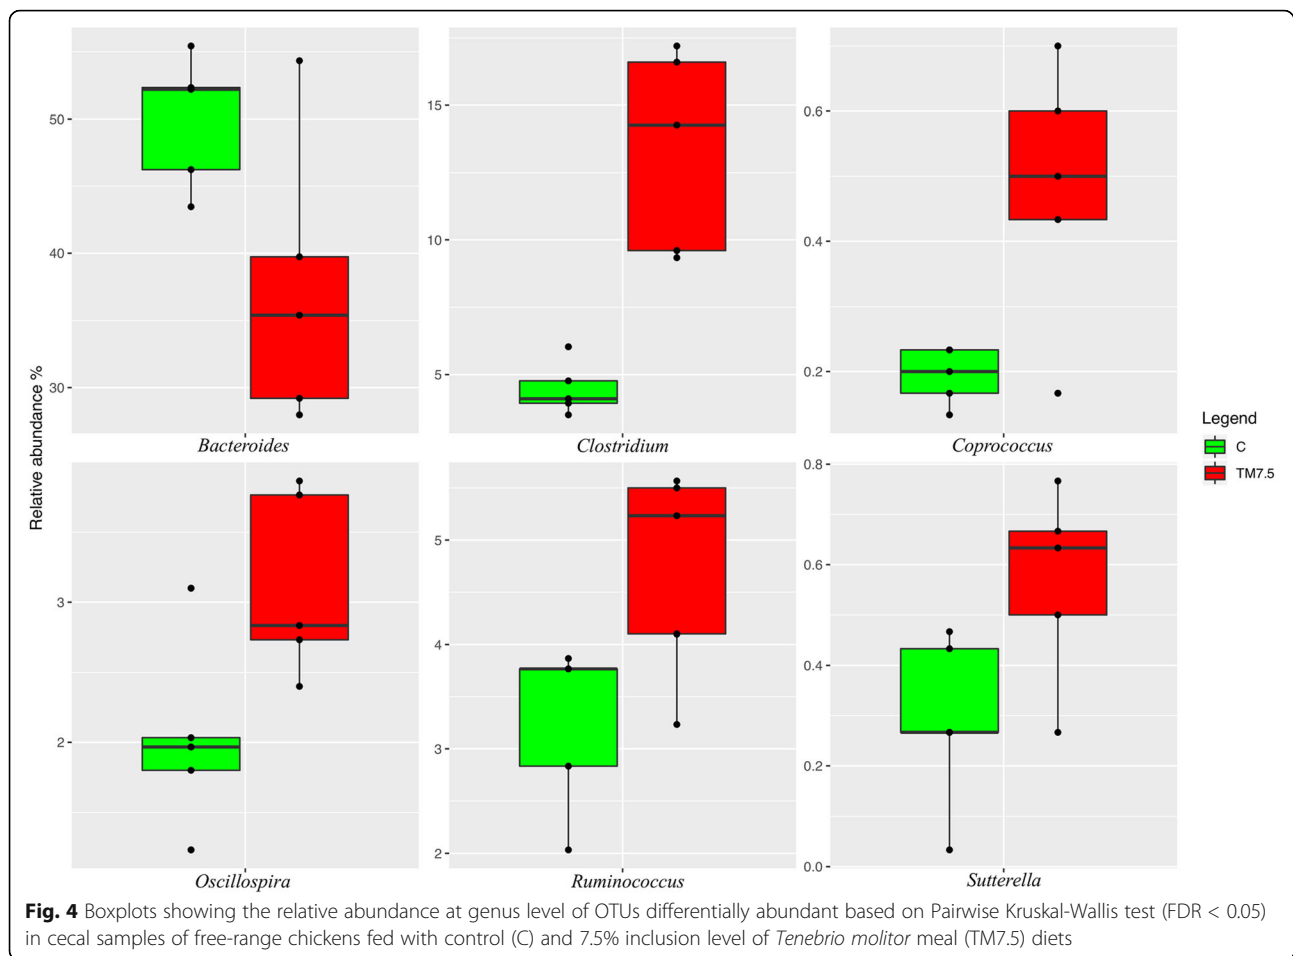 Relative abundance %
50
40
30
Bacteroides
15
10
5
Clostridium
0.6
0.4
0.2
Coprococcus
3
2
Oscillospira
5
4
3
2
Ruminococcus
0.8
0.6
0.4
0.2
0.0
Sutterella
Legend
C
TM7.5
Fig. 4 Boxplots showing the relative abundance at genus level of OTUs differentially abundant based on Pairwise Kruskal-Wallis test (FDR < 0.05)
in cecal samples of free-range chickens fed with control (C) and 7.5% inclusion level of Tenebrio molitor meal (TM7.5) diets